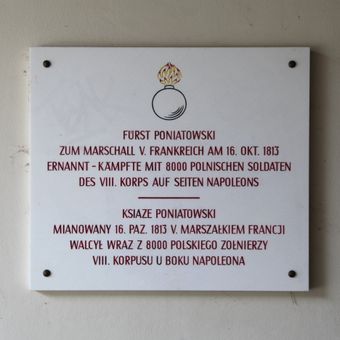 FÜRST PONIATOWSKI
ZUM MARSCHALL V. FRANKREICH AM 16. OKT. 1813
ERNANNT - KÄMPFTE MIT 8000 POLNISCHEN SOLDATEN
DES VIII. KORPS AUF SEITEN NAPOLEONS
KSIAZE PONIATOWSKI
MIANOWANY 16. PAZ. 1813 V. MARSZAŁKIEM FRANCJI
WALCYŁ WRAZ Z 8000 POLSKIEGO ZOŁNIERZY
VIII. KORPUSU U BOKU NAPOLEONA